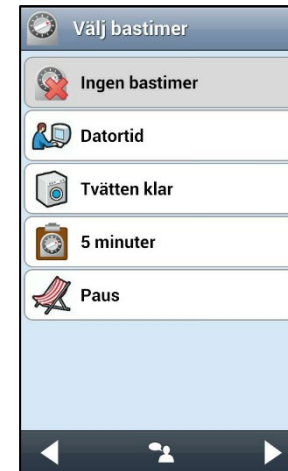 Välj bastimer
Ingen bastimer
Datortid
Tvätten klar
5 minuter
Paus